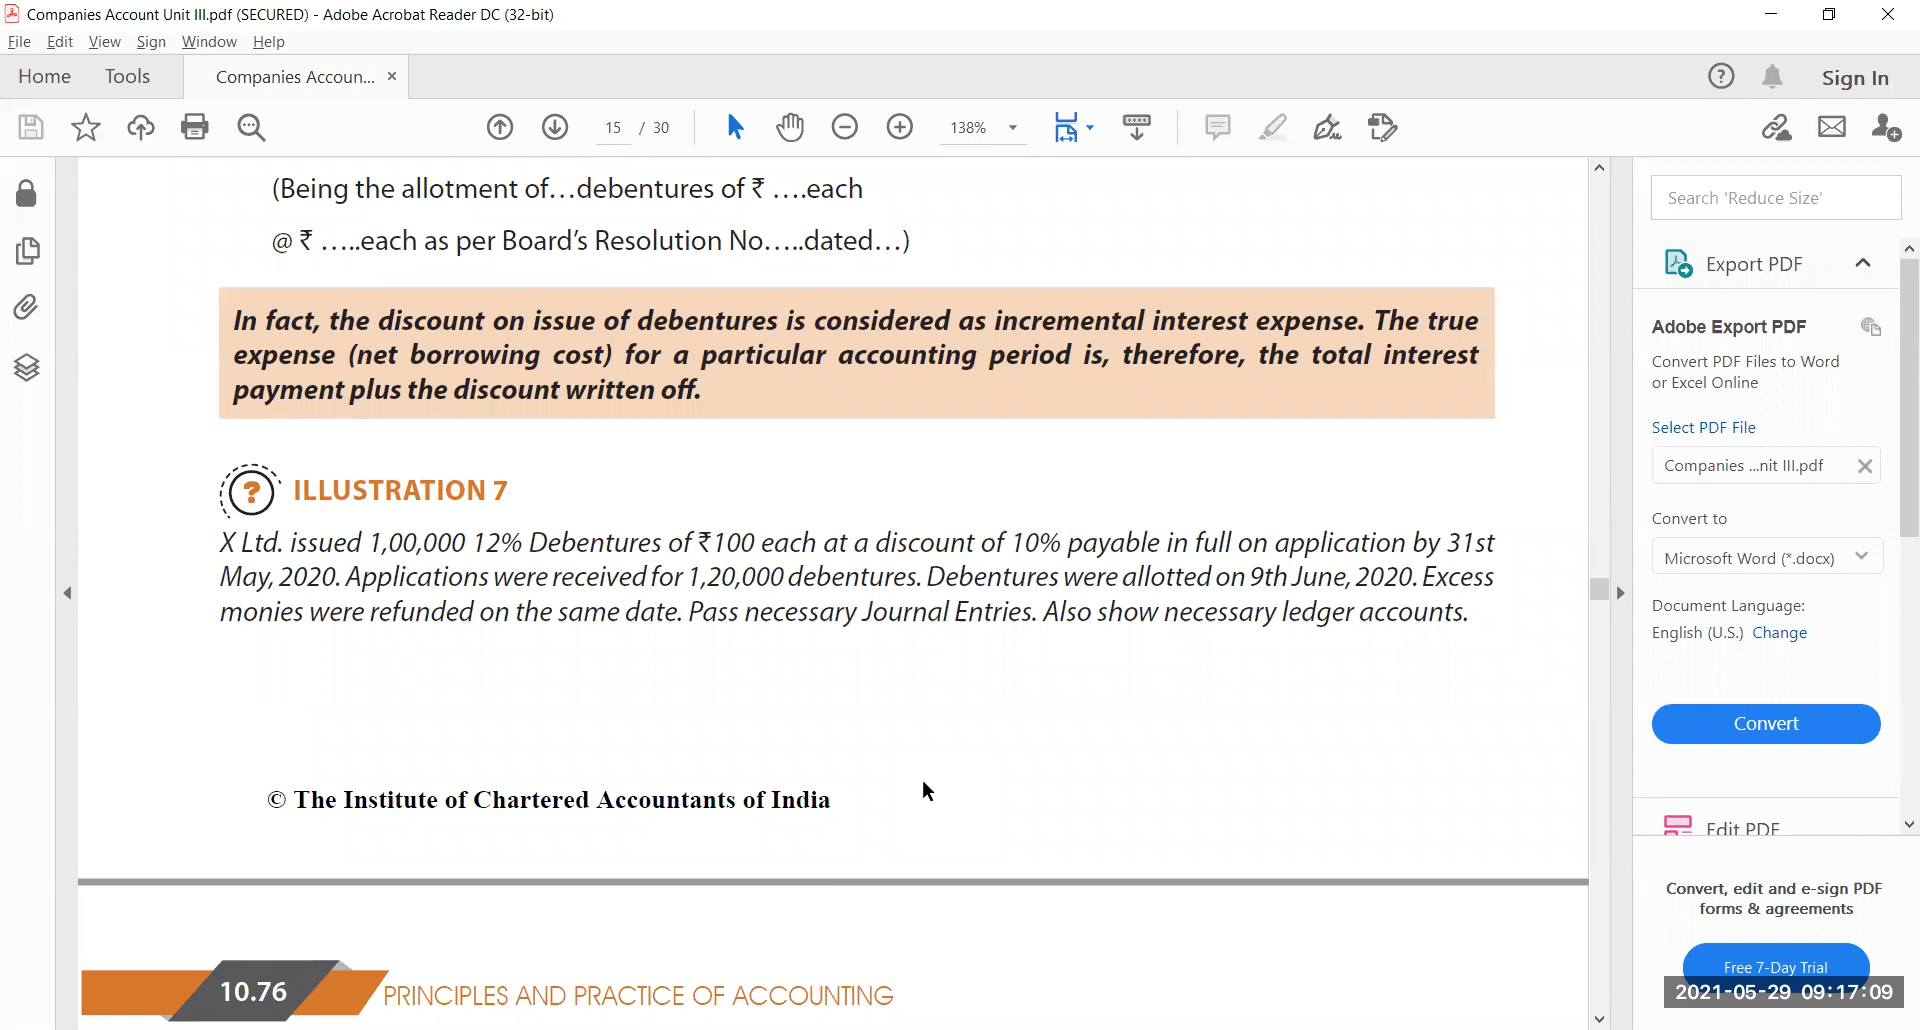 Companies Account Unit III.pdf (SECURED) - Adobe Acrobat Reader DC (32-bit)
File Edit View Sign Window Help
Home Tools Companies Accoun... × Sign In
15 / 30 138%
(Being the allotment of...debentures of ₹ ....each
@ ₹ .....each as per Board's Resolution No.....dated...)
In fact, the discount on issue of debentures is considered as incremental interest expense. The true
expense (net borrowing cost) for a particular accounting period is, therefore, the total interest
payment plus the discount written off.
? ILLUSTRATION 7
X Ltd. issued 1,00,000 12% Debentures of ₹100 each at a discount of 10% payable in full on application by 31st
May, 2020. Applications were received for 1,20,000 debentures. Debentures were allotted on 9th June, 2020. Excess
monies were refunded on the same date. Pass necessary Journal Entries. Also show necessary ledger accounts.
© The Institute of Chartered Accountants of India
10.76 PRINCIPLES AND PRACTICE OF ACCOUNTING
Search 'Reduce Size'
Export PDF
Adobe Export PDF
Convert PDF Files to Word
or Excel Online
Select PDF File
Companies ...nit III.pdf
Convert to
Microsoft Word (*.docx)
Document Language:
English (U.S.) Change
Convert
Edit PDF
Convert, edit and e-sign PDF
forms & agreements
Free 7-Day Trial
2021-05-29 09:17:09